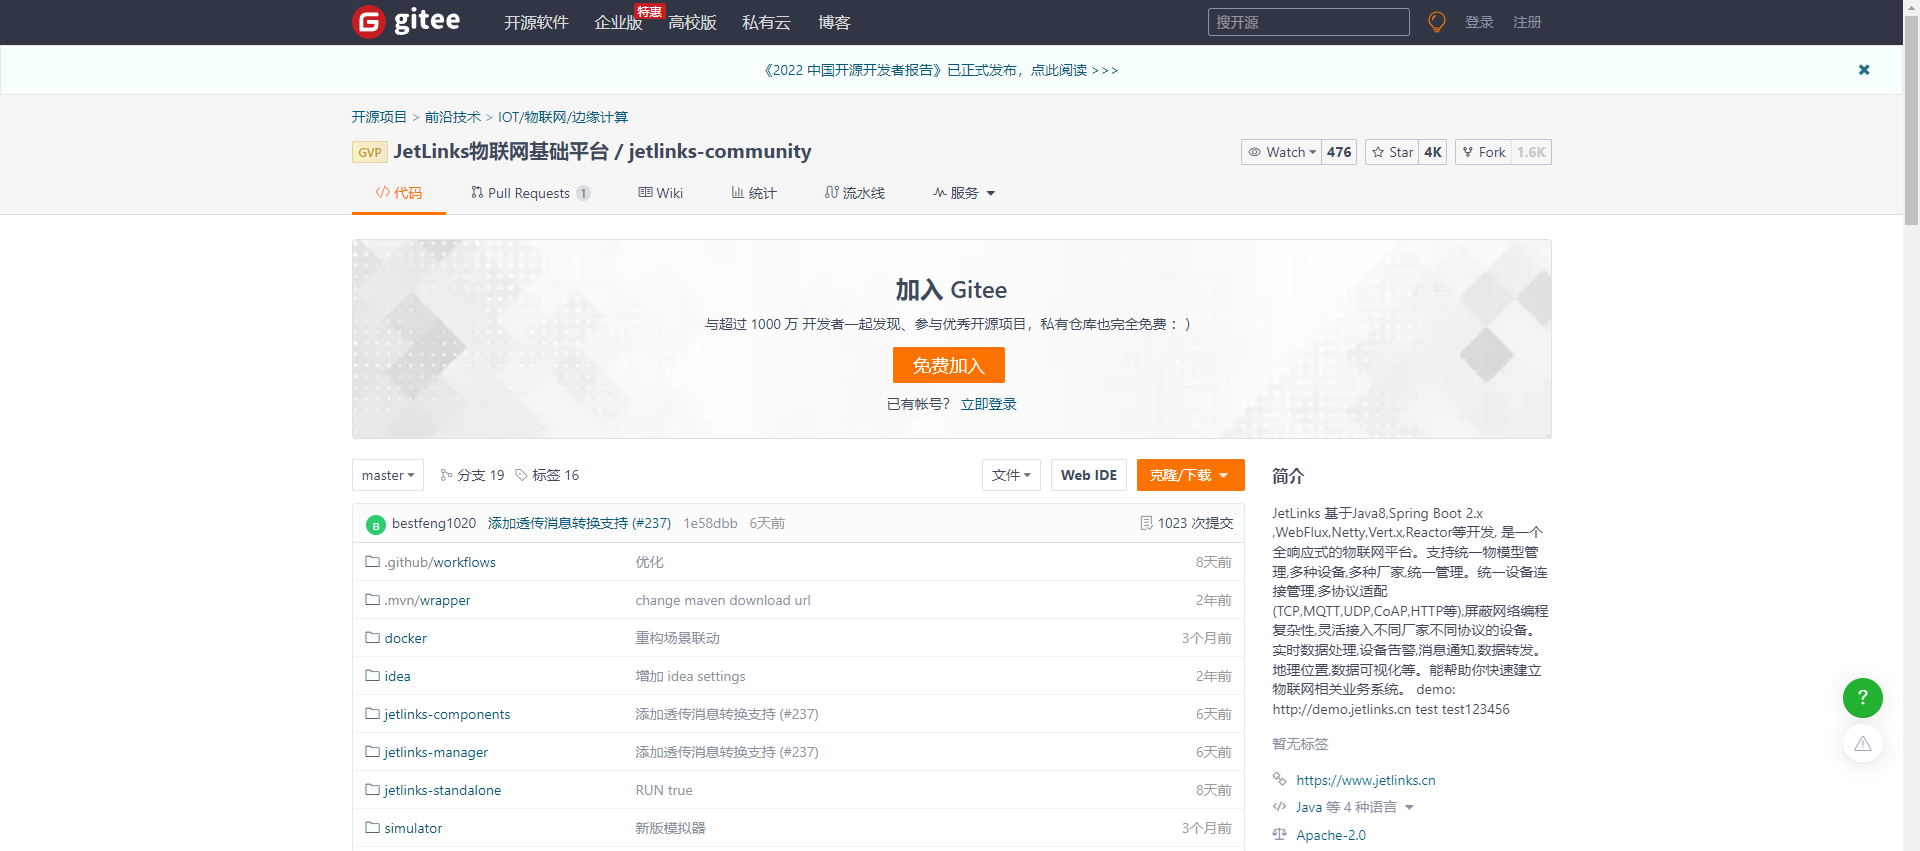 gitee 开源软件 企业版 特惠 高校版 私有云 博客 搜开源 登录 注册
《2022 中国开源开发者报告》已正式发布，点此阅读 >>>
开源项目 > 前沿技术 > IOT/物联网/边缘计算
GVP JetLinks物联网基础平台 / jetlinks-community Watch 476 Star 4K Fork 1.6K
代码 Pull Requests 1 Wiki 统计 流水线 服务
加入 Gitee
与超过 1000 万 开发者一起发现、参与优秀开源项目，私有仓库也完全免费 ：）
免费加入
已有帐号？ 立即登录
master 分支 19 标签 16 文件 Web IDE 克隆/下载
B bestfeng1020 添加透传消息转换支持 (#237) 1e58dbb 6天前 1023 次提交
.github/workflows 优化 8天前
.mvn/wrapper change maven download url 2年前
docker 重构场景联动 3个月前
idea 增加 idea settings 2年前
jetlinks-components 添加透传消息转换支持 (#237) 6天前
jetlinks-manager 添加透传消息转换支持 (#237) 6天前
jetlinks-standalone RUN true 8天前
simulator 新版模拟器 3个月前
简介
JetLinks 基于Java8,Spring Boot 2.x
,WebFlux,Netty,Vert.x,Reactor等开发, 是一个
全响应式的物联网平台。支持统一物模型管
理,多种设备,多种厂家,统一管理。统一设备连
接管理,多协议适配
(TCP,MQTT,UDP,CoAP,HTTP等),屏蔽网络编程
复杂性,灵活接入不同厂家不同协议的设备。
实时数据处理,设备告警,消息通知,数据转发。
地理位置,数据可视化等。能帮助你快速建立
物联网相关业务系统。 demo:
http://demo.jetlinks.cn test test123456
暂无标签
https://www.jetlinks.cn
Java 等 4 种语言
Apache-2.0
?